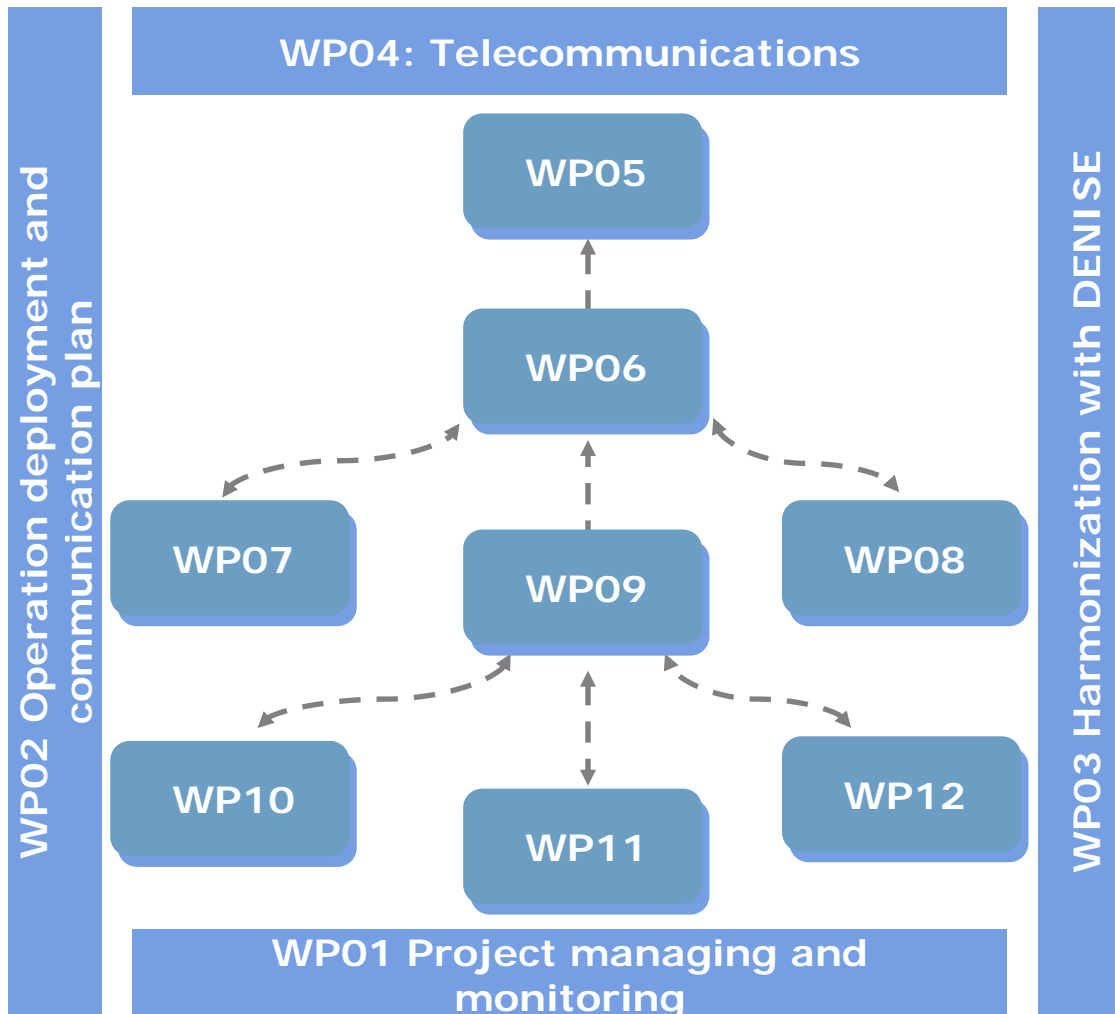 WP04: Telecommunications
WP02 Operation deployment and
communication plan
WP03 Harmonization with DENISE
WP05
WP06
WP07
WP09
WP08
WP10
WP11
WP12
WP01 Project managing and
monitoring